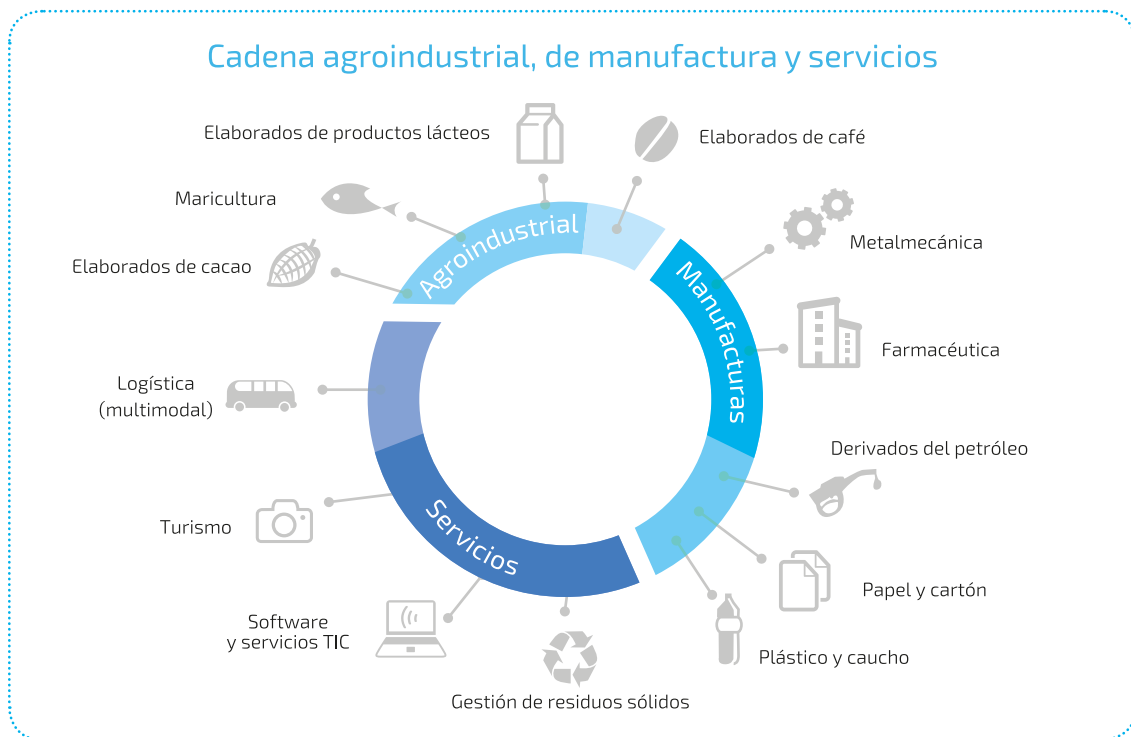 Cadena agroindustrial, de manufactura y servicios
Elaborados de productos lácteos
Elaborados de café
Maricultura
Elaborados de cacao
Agroindustrial
Metalmecánica
Manufacturas
Farmacéutica
Logística
(multimodal)
Derivados del petróleo
Turismo
Servicios
Papel y cartón
Software
y servicios TIC
Plástico y caucho
Gestión de residuos sólidos